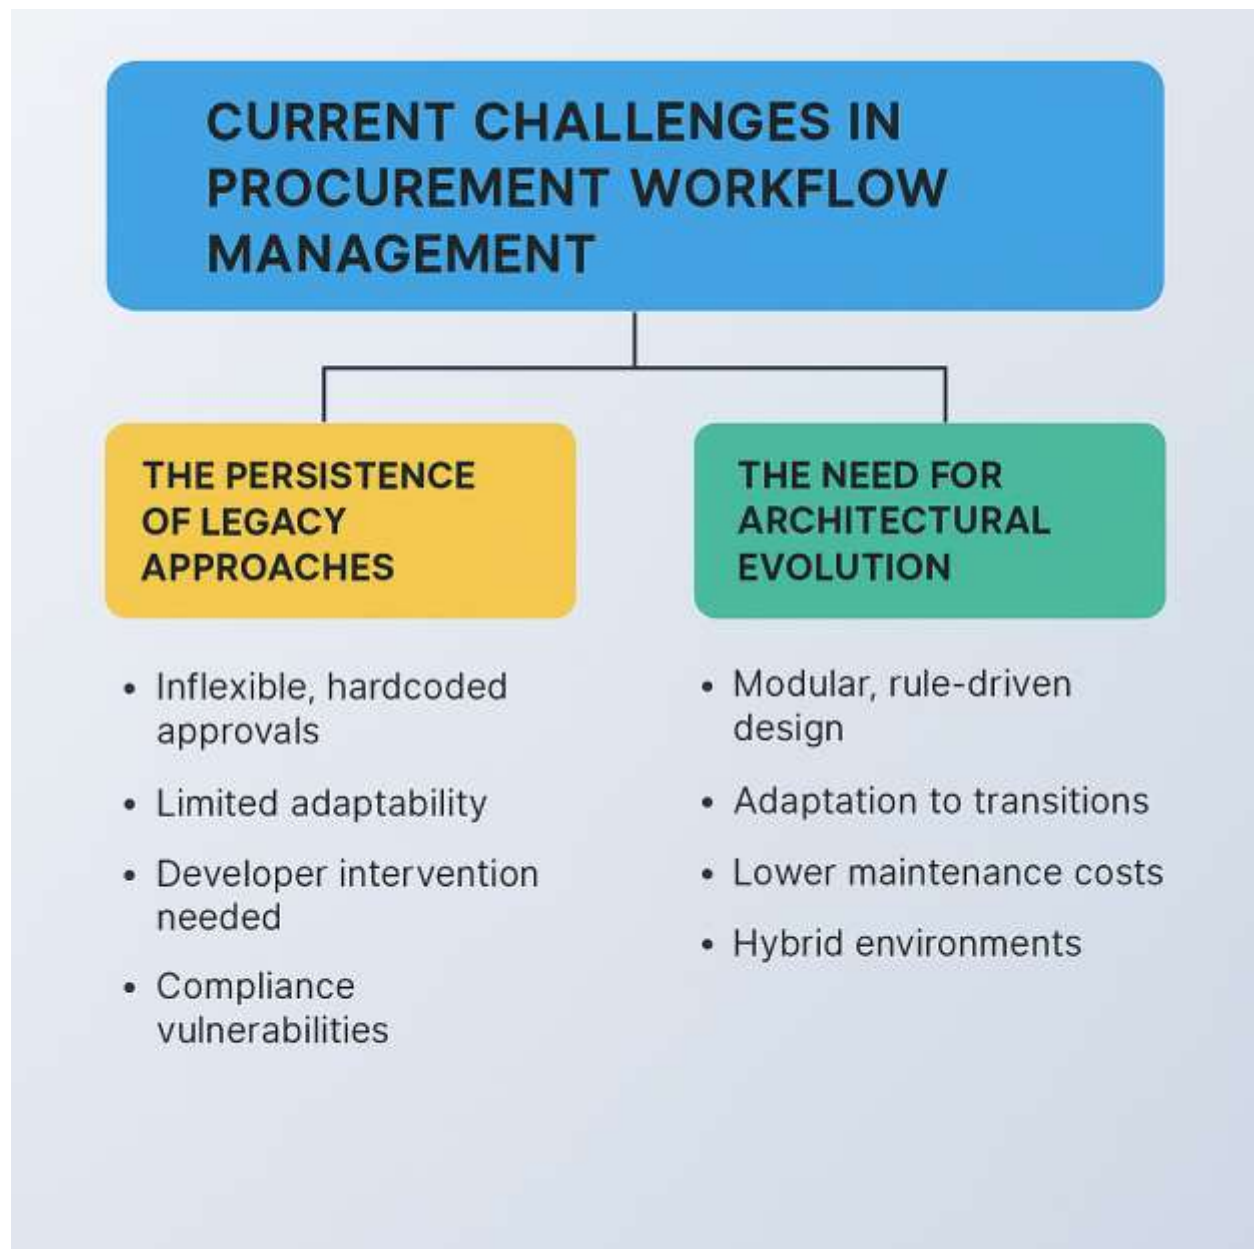 CURRENT CHALLENGES IN
PROCUREMENT WORKFLOW
MANAGEMENT
THE PERSISTENCE
OF LEGACY
APPROACHES
• Inflexible, hardcoded
approvals
• Limited adaptability
• Developer intervention
needed
• Compliance
vulnerabilities
THE NEED FOR
ARCHITECTURAL
EVOLUTION
• Modular, rule-driven
design
• Adaptation to transitions
• Lower maintenance costs
• Hybrid environments